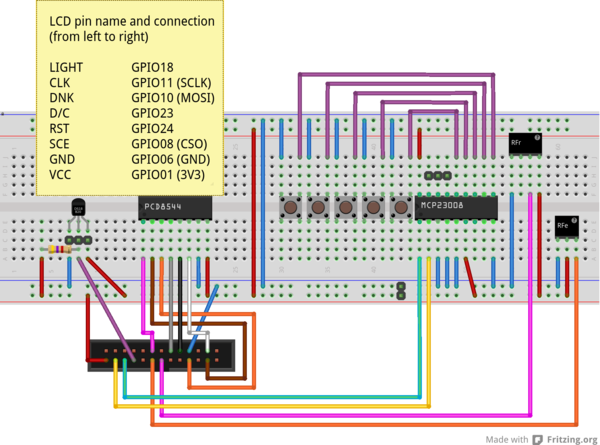 LCD pin name and connection
(from left to right)
LIGHT GPIO18
CLK GPIO11 (SCLK)
DNK GPIO10 (MOSI)
D/C GPIO23
RST GPIO24
SCE GPIO08 (CSO)
GND GPIO06 (GND)
VCC GPIO01 (3V3)
RFr
PCD8544
MCP23008
RFe
Made with Fritzing.org